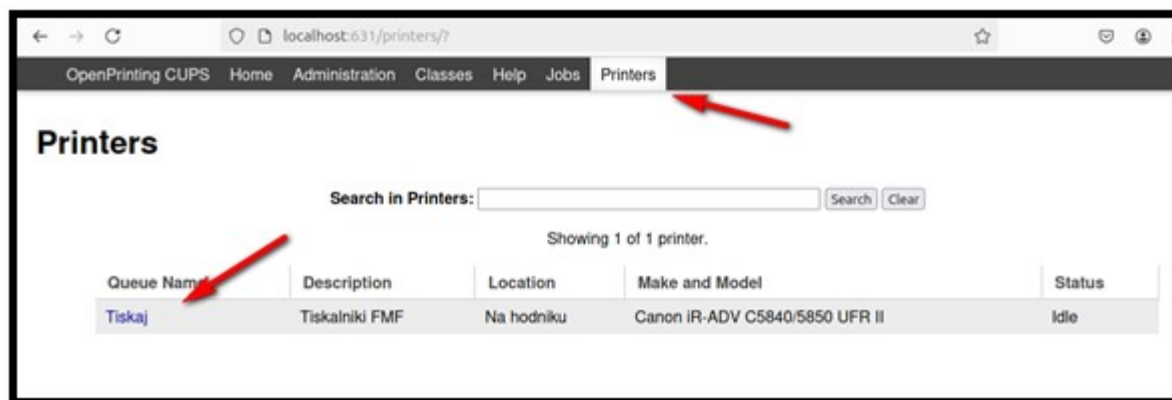 localhost:631/printers/?
OpenPrinting CUPS Home Administration Classes Help Jobs Printers
Printers
Search in Printers: Search Clear
Showing 1 of 1 printer.
Queue Name Description Location Make and Model Status
Tiskaj Tiskalniki FMF Na hodniku Canon iR-ADV C5840/5850 UFR II Idle